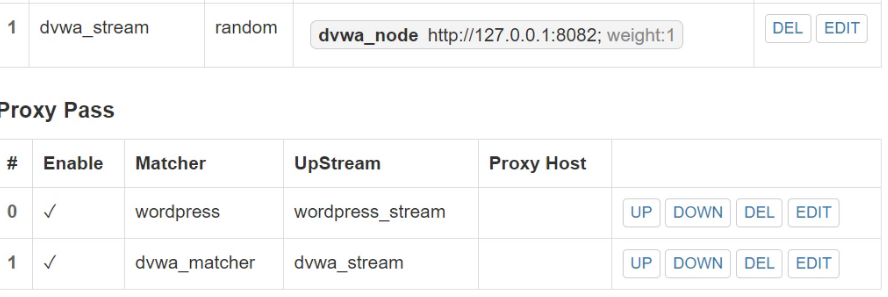 1 dvwa_stream random dvwa_node http://127.0.0.1:8082; weight:1 DEL EDIT
Proxy Pass
# Enable Matcher UpStream Proxy Host
0 ✓ wordpress wordpress_stream UP DOWN DEL EDIT
1 ✓ dvwa_matcher dvwa_stream UP DOWN DEL EDIT